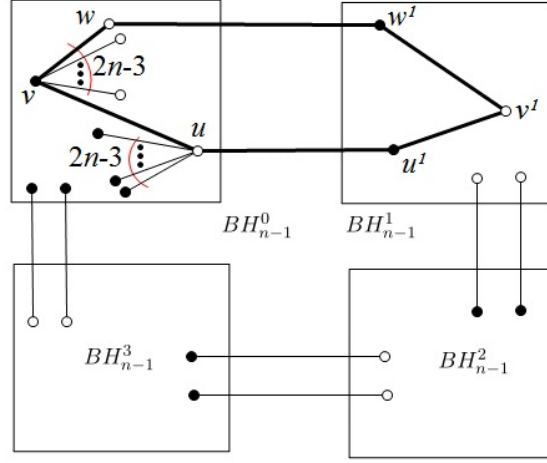 w
w¹
2n-3
v
v¹
u
2n-3
u¹
BH⁰ₙ₋₁
BH¹ₙ₋₁
BH³ₙ₋₁
BH²ₙ₋₁